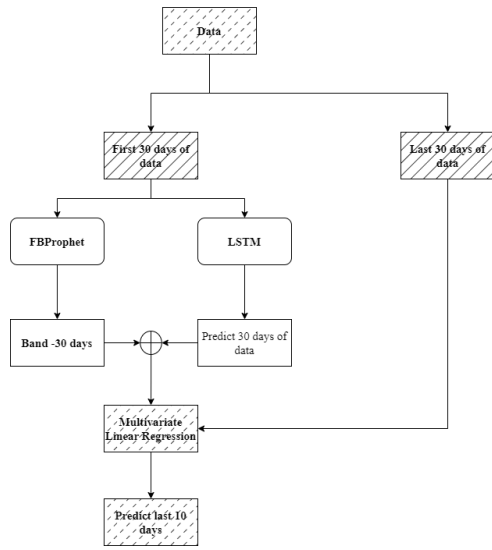 Data
First 30 days of
data
Last 30 days of
data
FBProphet
LSTM
Band -30 days
Predict 30 days of
data
Multivariate
Linear Regression
Predict last 10
days